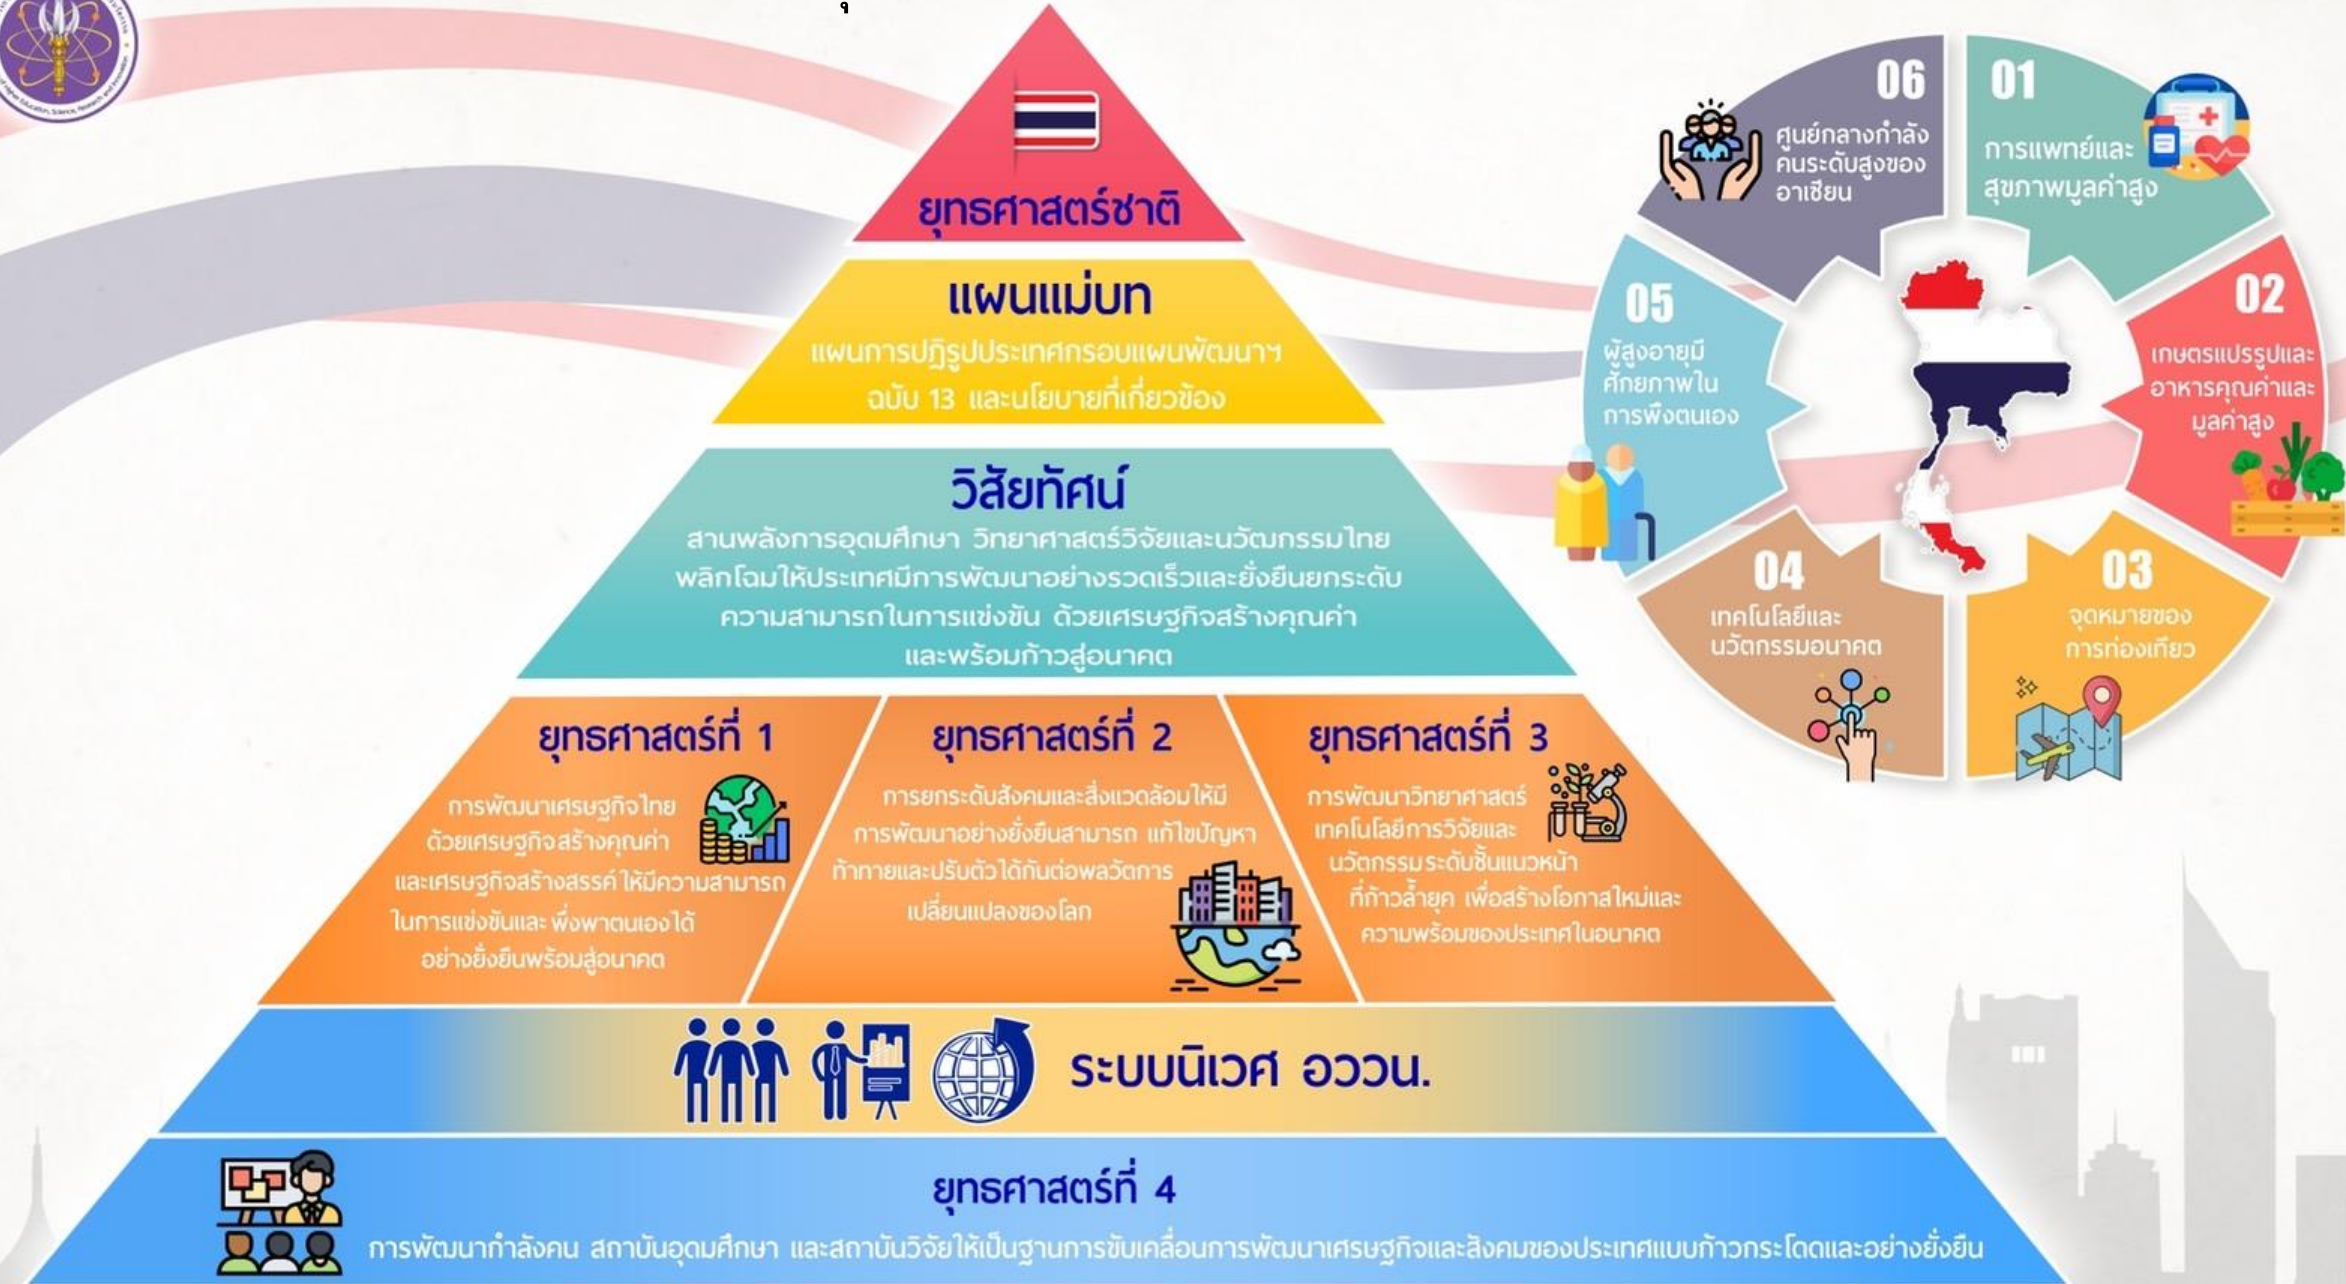 of Higher Education, Science, Research and Innovation
ยุทธศาสตร์ชาติ
แผนแม่บท
แผนการปฏิรูปประเทศกรอบแผนพัฒนาฯ
ฉบับ 13 และนโยบายที่เกี่ยวข้อง
วิสัยทัศน์
สานพลังการอุดมศึกษา วิทยาศาสตร์วิจัยและนวัตกรรมไทย
พลิกโฉมให้ประเทศมีการพัฒนาอย่างรวดเร็วและยั่งยืนยกระดับ
ความสามารถในการแข่งขัน ด้วยเศรษฐกิจสร้างคุณค่า
และพร้อมก้าวสู่อนาคต
ยุทธศาสตร์ที่ 1
การพัฒนาเศรษฐกิจไทย
ด้วยเศรษฐกิจสร้างคุณค่า
และเศรษฐกิจสร้างสรรค์ ให้มีความสามารถ
ในการแข่งขันและ พึ่งพาตนเองได้
อย่างยั่งยืนพร้อมสู่อนาคต
ยุทธศาสตร์ที่ 2
การยกระดับสังคมและสิ่งแวดล้อมให้มี
การพัฒนาอย่างยั่งยืนสามารถ แก้ไขปัญหา
ท้าทายและปรับตัวได้ทันต่อพลวัตการ
เปลี่ยนแปลงของโลก
ยุทธศาสตร์ที่ 3
การพัฒนาวิทยาศาสตร์
เทคโนโลยีการวิจัยและ
นวัตกรรมระดับชั้นแนวหน้า
ที่ก้าวล้ำยุค เพื่อสร้างโอกาสใหม่และ
ความพร้อมของประเทศในอนาคต
ระบบนิเวศ อววน.
ยุทธศาสตร์ที่ 4
การพัฒนากำลังคน สถาบันอุดมศึกษา และสถาบันวิจัยให้เป็นฐานการขับเคลื่อนการพัฒนาเศรษฐกิจและสังคมของประเทศแบบก้าวกระโดดและอย่างยั่งยืน
01
การแพทย์และ
สุขภาพมูลค่าสูง
02
เกษตรแปรรูปและ
อาหารคุณค่าและ
มูลค่าสูง
03
จุดหมายของ
การท่องเที่ยว
04
เทคโนโลยีและ
นวัตกรรมอนาคต
05
ผู้สูงอายุมี
ศักยภาพใน
การพึงตนเอง
06
ศูนย์กลางกำลัง
คนระดับสูงของ
อาเซียน